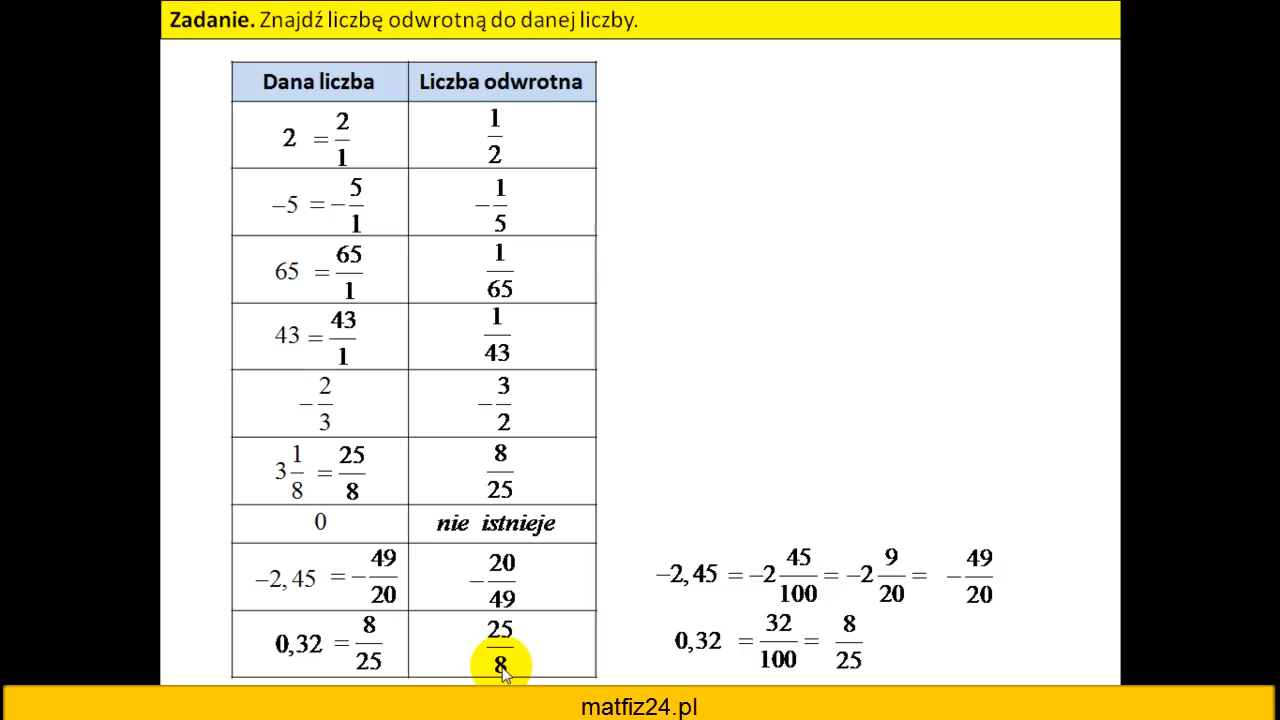 Zadanie. Znajdź liczbę odwrotną do danej liczby.
Dana liczba Liczba odwrotna
2 = 2/1 1/2
–5 = – 5/1 – 1/5
65 = 65/1 1/65
43 = 43/1 1/43
– 2/3 – 3/2
3 1/8 = 25/8 8/25
0 nie istnieje
–2,45 = – 49/20 – 20/49 –2,45 = –2 45/100 = –2 9/20 = – 49/20
0,32 = 8/25 25/8 0,32 = 32/100 = 8/25
matfiz24.pl